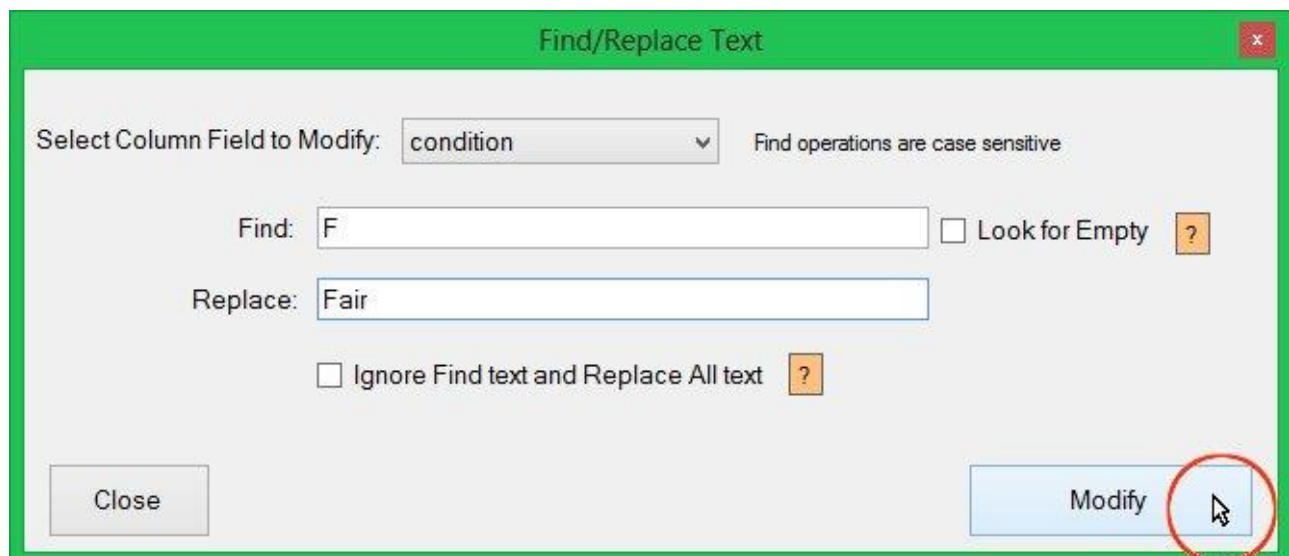 Find/Replace Text
x
Select Column Field to Modify: condition Find operations are case sensitive
Find: F Look for Empty ?
Replace: Fair
Ignore Find text and Replace All text ?
Close Modify